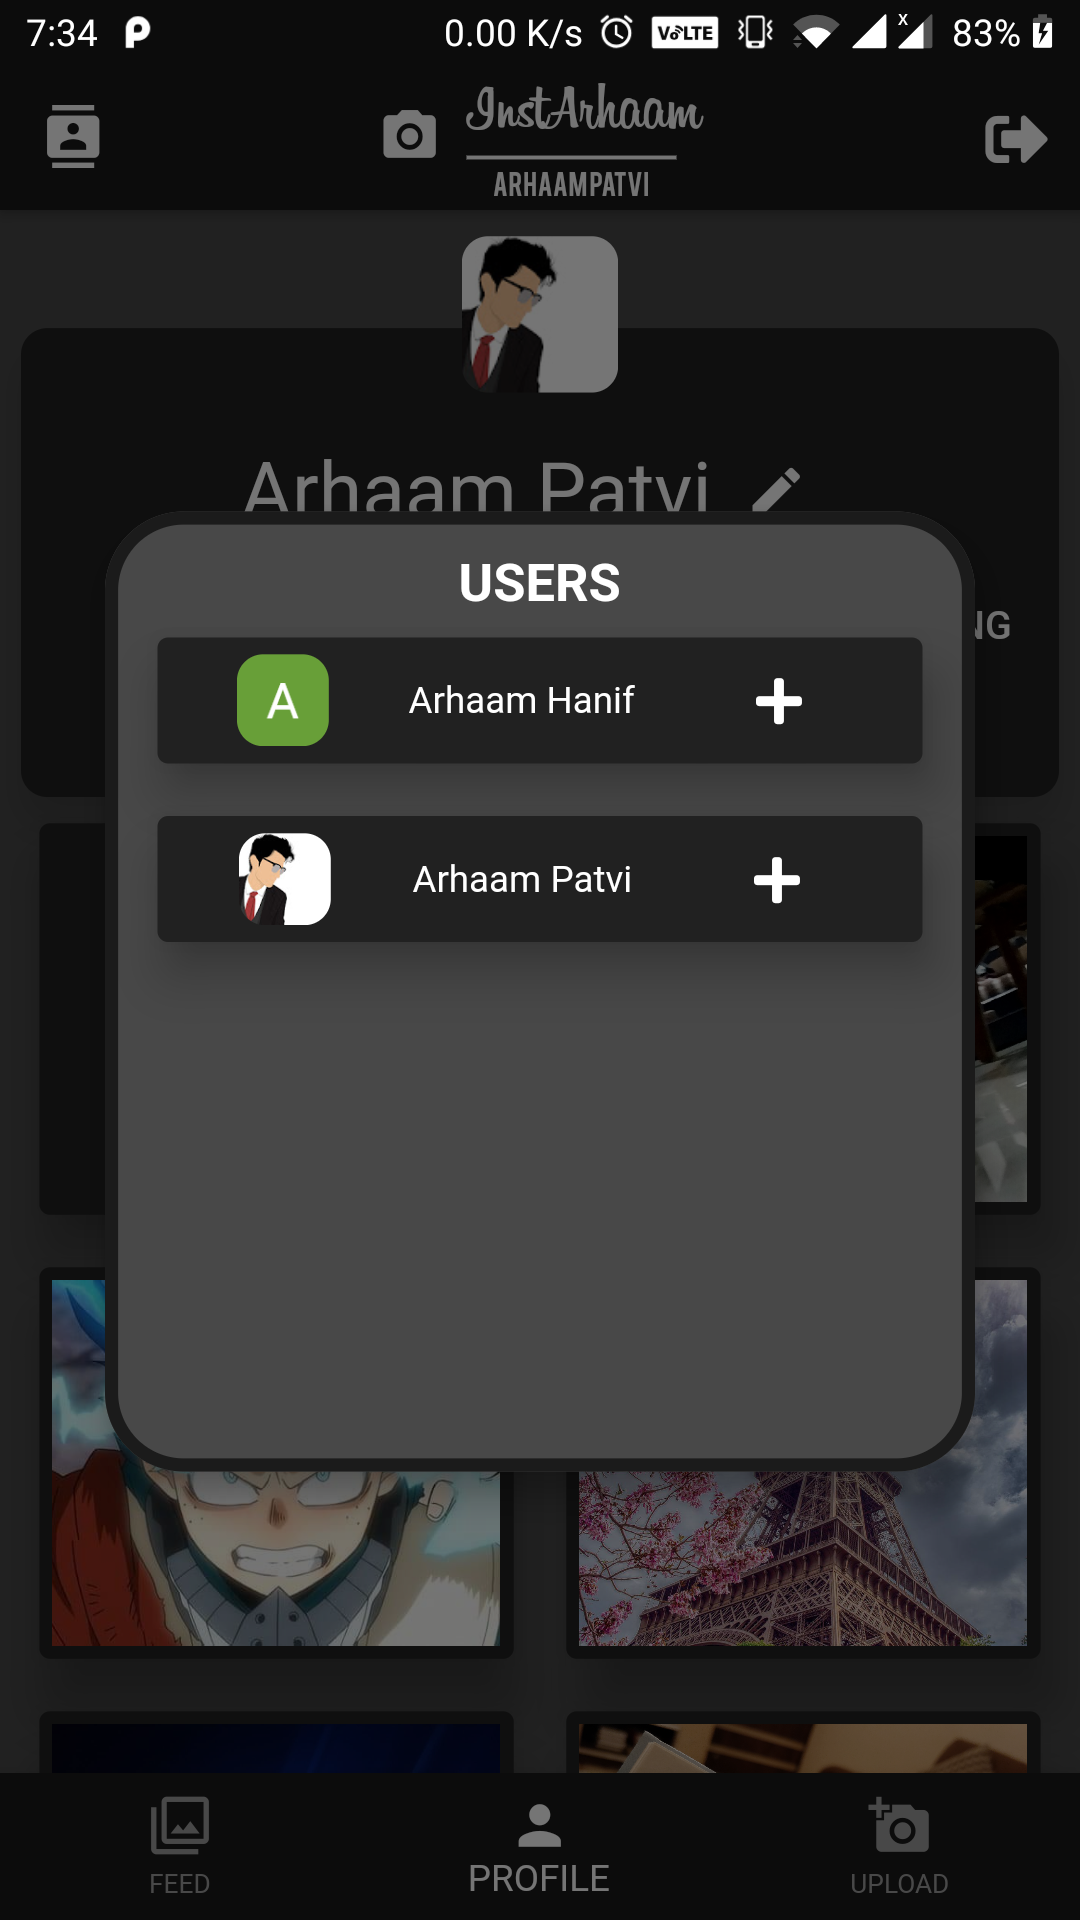 7:34 0.00 K/s VoLTE X 83%
InstArhaam
ARHAAMPATVI
Arhaam Patvi
USERS
NG
A Arhaam Hanif
Arhaam Patvi
FEED PROFILE UPLOAD